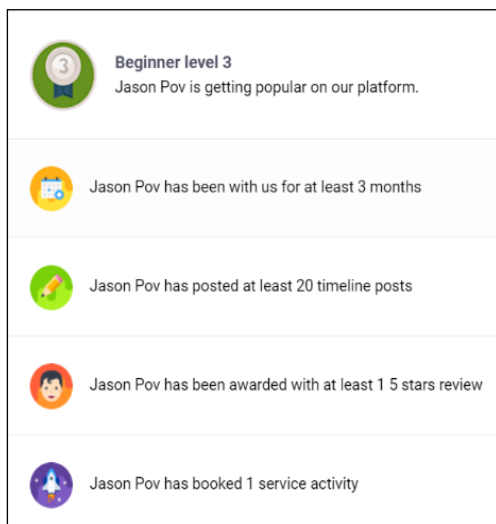 3
Beginner level 3
Jason Pov is getting popular on our platform.
Jason Pov has been with us for at least 3 months
Jason Pov has posted at least 20 timeline posts
Jason Pov has been awarded with at least 1 5 stars review
Jason Pov has booked 1 service activity